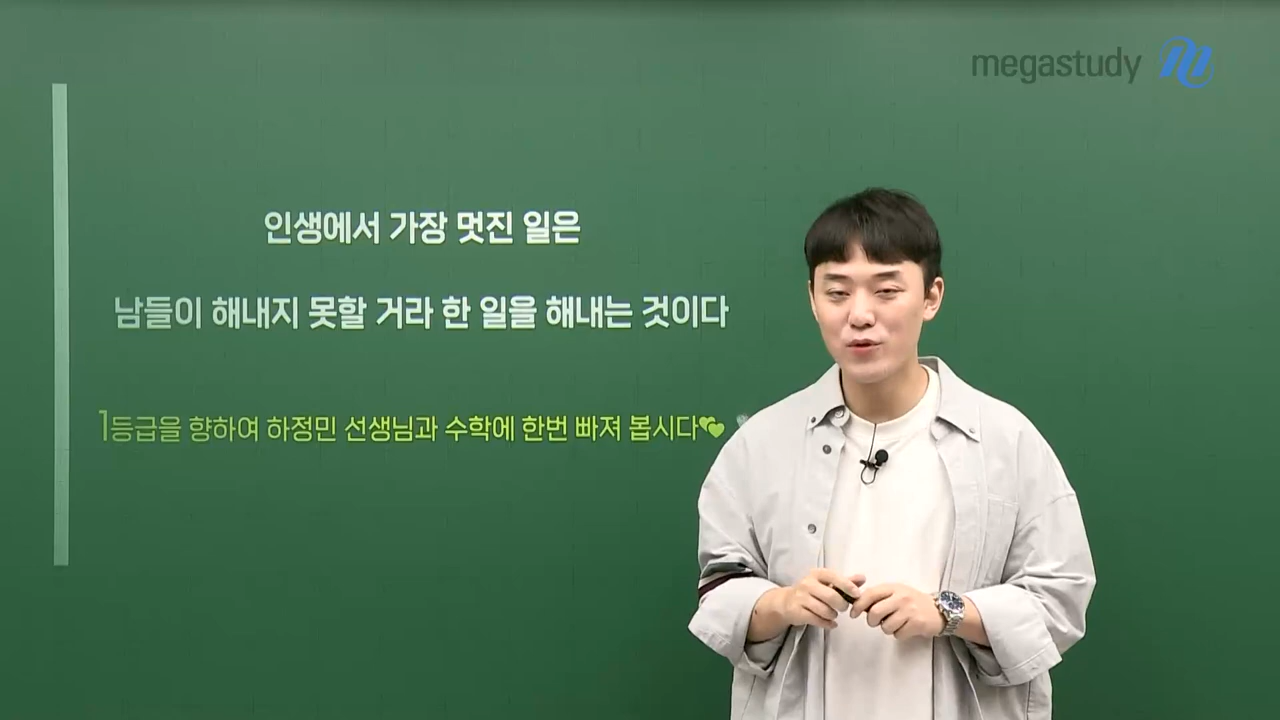 megastudy
인생에서 가장 멋진 일은
남들이 해내지 못할 거라 한 일을 해내는 것이다
1등급을 향하여 하정민 선생님과 수학에 한번 빠져 봅시다